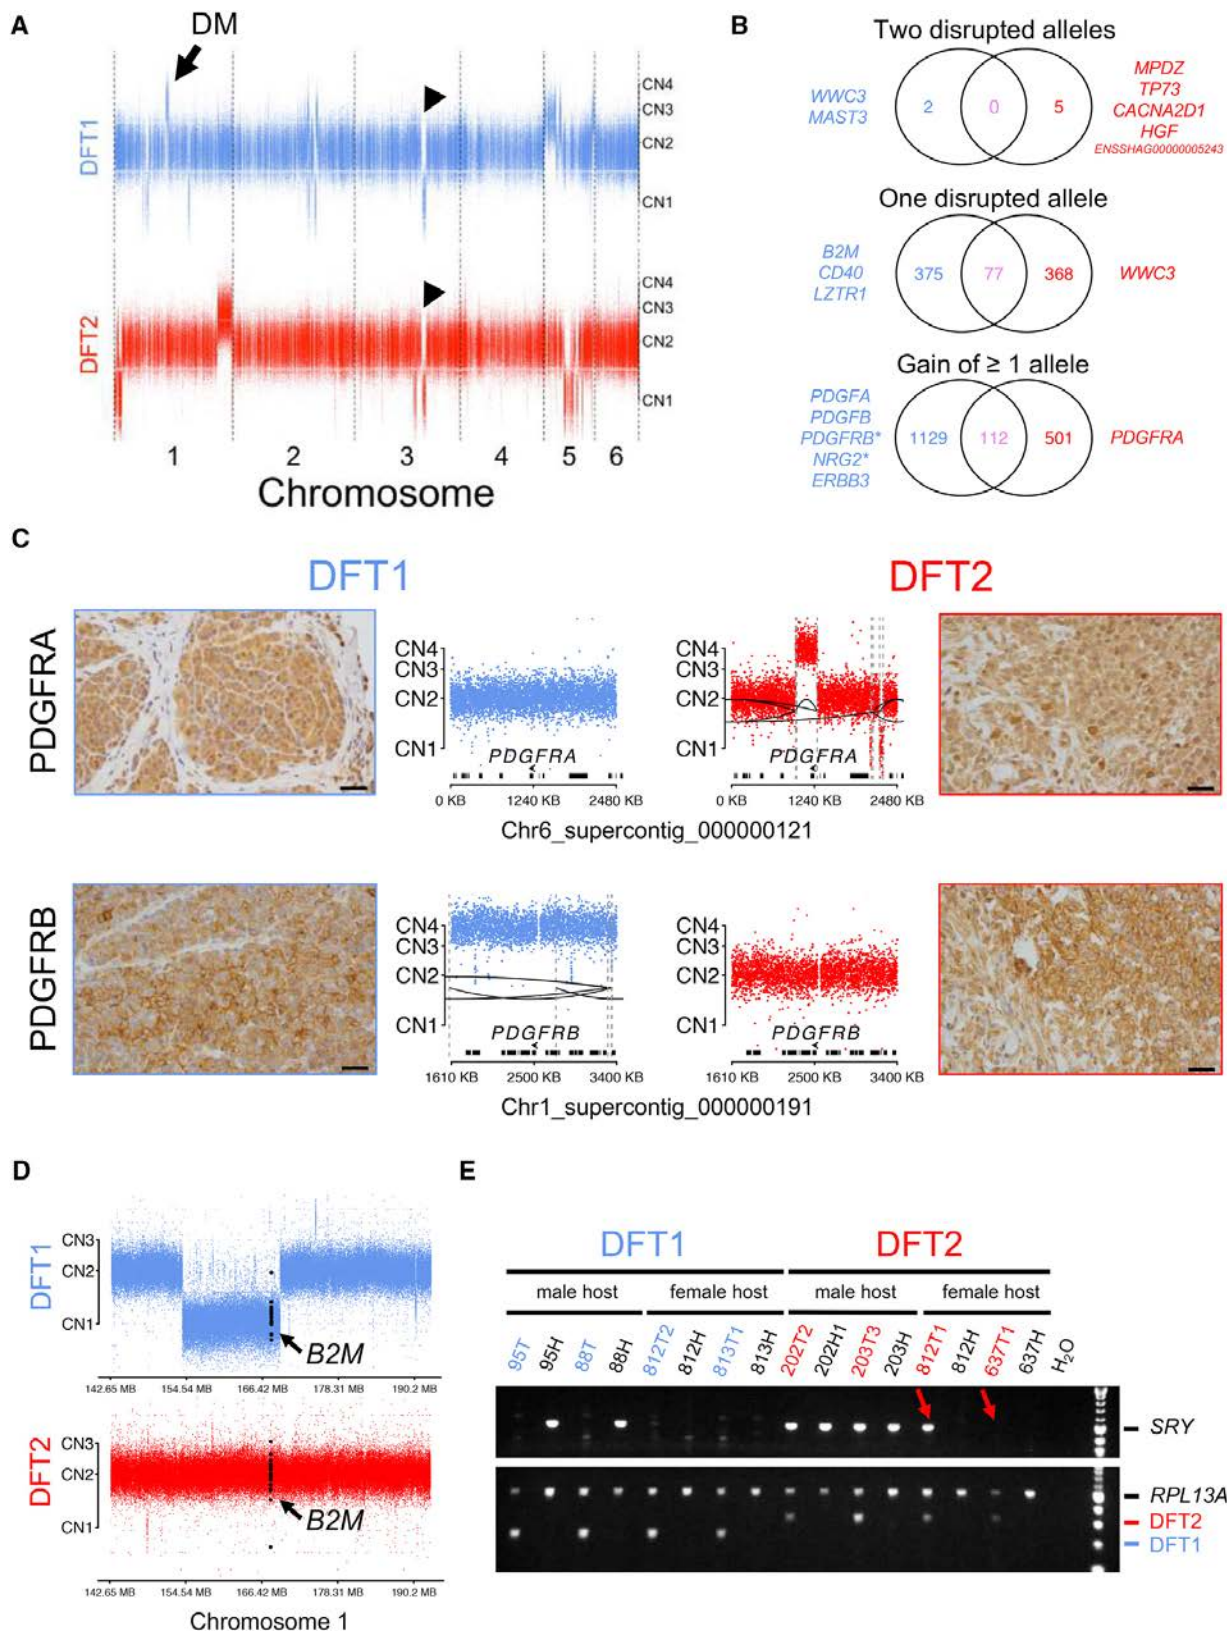 A
DM
DFT1
CN4
CN3
CN2
CN1
DFT2
CN4
CN3
CN2
CN1
1 2 3 4 5 6
Chromosome
B
Two disrupted alleles
WWC3
MAST3
2 0 5
MPDZ
TP73
CACNA2D1
HGF
ENSSHAG00000005243
One disrupted allele
B2M
CD40
LZTR1
375 77 368
WWC3
Gain of ≥ 1 allele
PDGFA
PDGFB
PDGFRB*
NRG2*
ERBB3
1129 112 501
PDGFRA
C
DFT1 DFT2
PDGFRA
CN4
CN3
CN2
CN1
PDGFRA
0 KB 1240 KB 2480 KB
CN4
CN3
CN2
CN1
PDGFRA
0 KB 1240 KB 2480 KB
Chr6_supercontig_000000121
PDGFRB
CN4
CN3
CN2
CN1
PDGFRB
1610 KB 2500 KB 3400 KB
CN4
CN3
CN2
CN1
PDGFRB
1610 KB 2500 KB 3400 KB
Chr1_supercontig_000000191
D
DFT1
CN3
CN2
CN1
B2M
142.65 MB 154.54 MB 166.42 MB 178.31 MB 190.2 MB
DFT2
CN3
CN2
CN1
B2M
142.65 MB 154.54 MB 166.42 MB 178.31 MB 190.2 MB
Chromosome 1
E
DFT1 DFT2
male host female host male host female host
95T 95H 88T 88H 812T2 812H 813T1 813H 202T2 202H1 203T3 203H 812T1 812H 637T1 637H H₂O
SRY
RPL13A
DFT2
DFT1